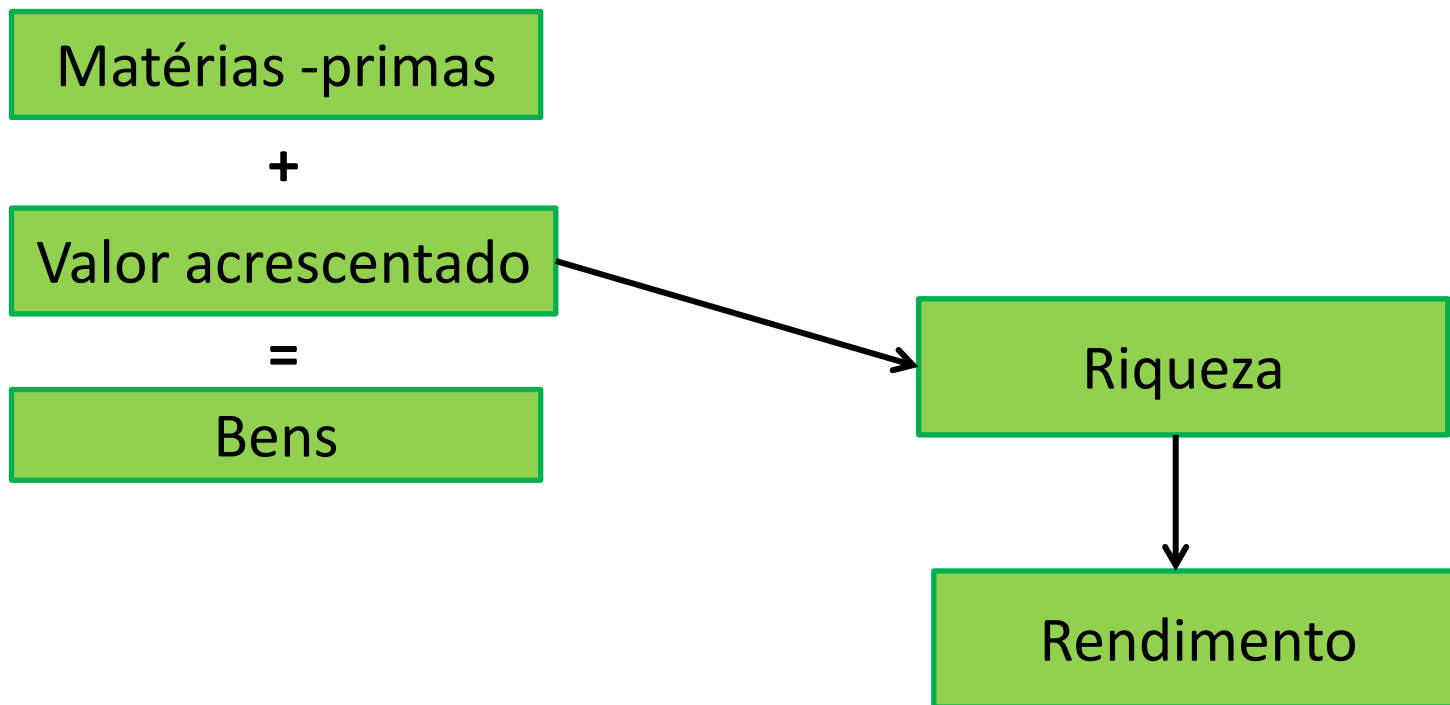 Matérias -primas
+
Valor acrescentado
=
Bens
Riqueza
Rendimento